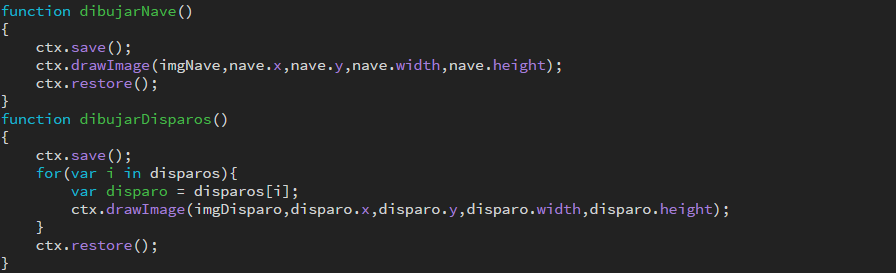 function dibujarNave()
{
    ctx.save();
    ctx.drawImage(imgNave,nave.x,nave.y,nave.width,nave.height);
    ctx.restore();
}
function dibujarDisparos()
{
    ctx.save();
    for(var i in disparos){
        var disparo = disparos[i];
        ctx.drawImage(imgDisparo,disparo.x,disparo.y,disparo.width,disparo.height);
    }
    ctx.restore();
}